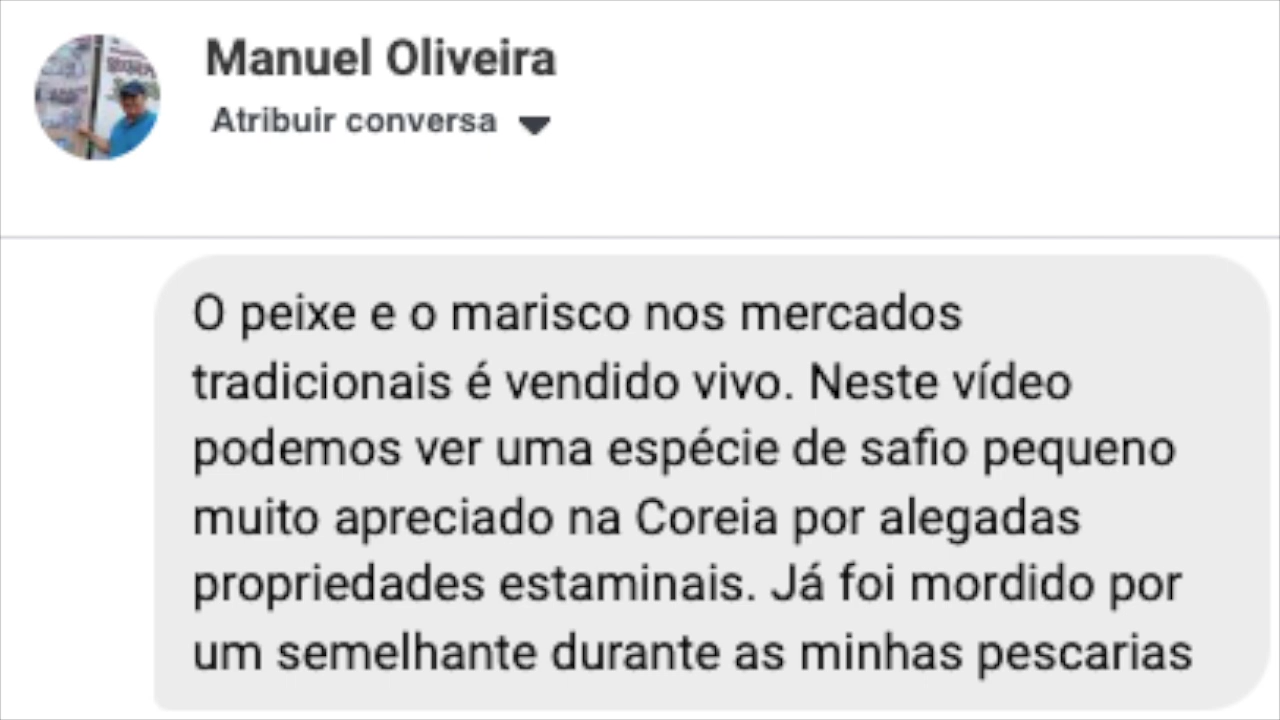 Manuel Oliveira
Atribuir conversa
O peixe e o marisco nos mercados
tradicionais é vendido vivo. Neste vídeo
podemos ver uma espécie de safio pequeno
muito apreciado na Coreia por alegadas
propriedades estaminais. Já foi mordido por
um semelhante durante as minhas pescarias